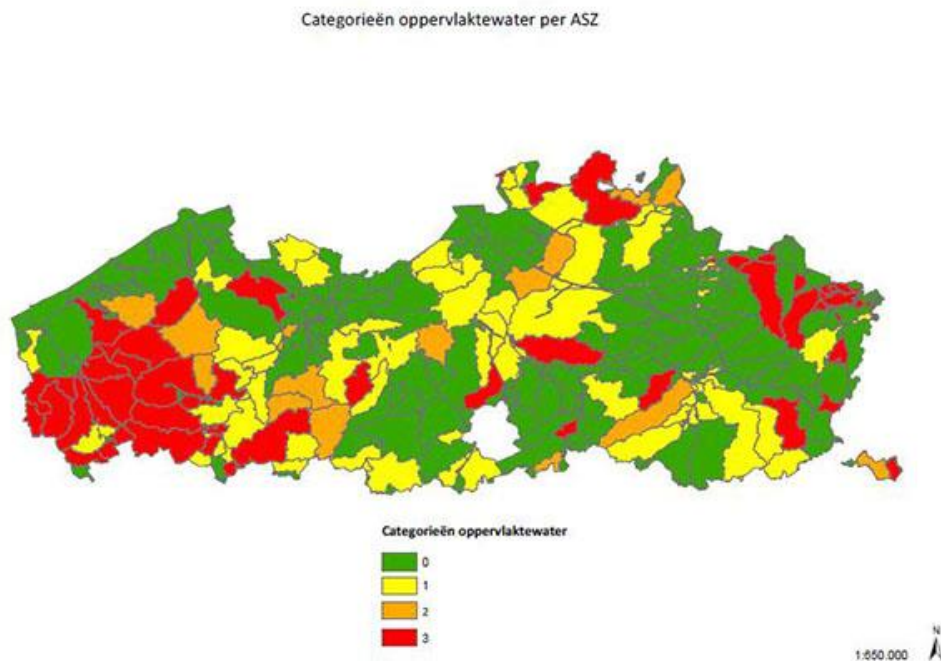 Categorieën oppervlaktewater per ASZ
Categorieën oppervlaktewater
0
1
2
3
1:650.000
N